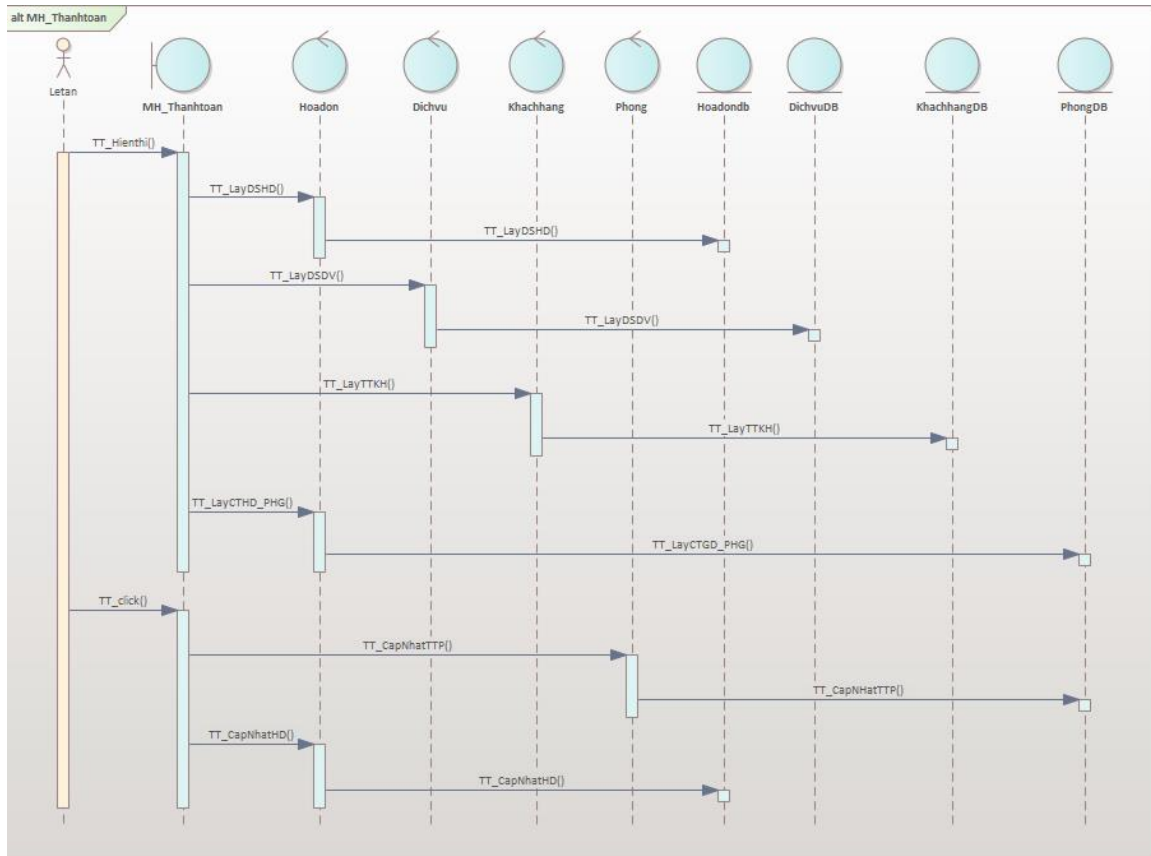 alt MH_Thanhtoan
Letan
MH_Thanhtoan
Hoadon
Dichvu
Khachhang
Phong
Hoadondb
DichvuDB
KhachhangDB
PhongDB
TT_Hienthi()
TT_LayDSHD()
TT_LayDSHD()
TT_LayDSDV()
TT_LayDSDV()
TT_LayTTKH()
TT_LayTTKH()
TT_LayCTHD_PHG()
TT_LayCTGD_PHG()
TT_click()
TT_CapNhatTTP()
TT_CapNHatTTP()
TT_CapNhatHD()
TT_CapNhatHD()